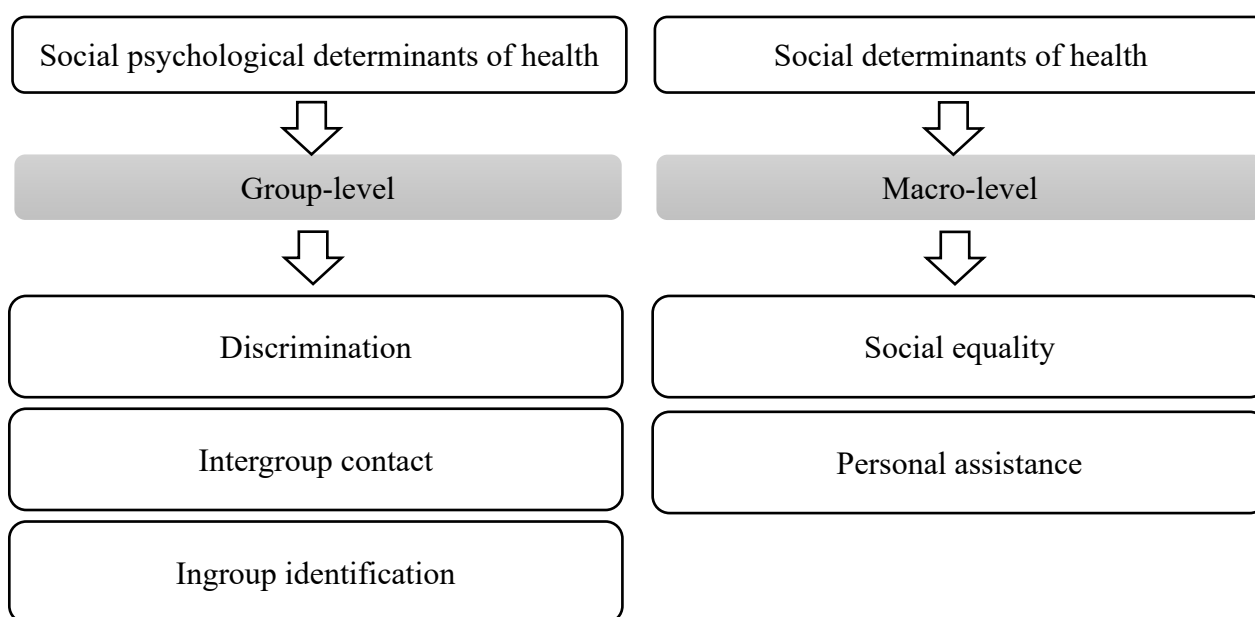 Social psychological determinants of health
Group-level
Discrimination
Intergroup contact
Ingroup identification
Social determinants of health
Macro-level
Social equality
Personal assistance